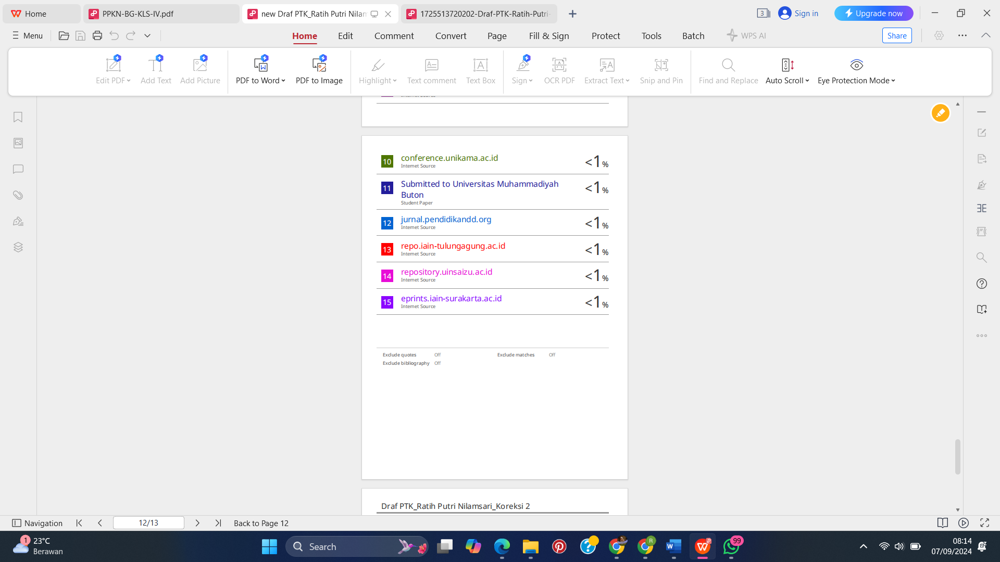 Home
PPKN-BG-KLS-IV.pdf
new Draf PTK_Ratih Putri Nilam
1725513720202-Draf-PTK-Ratih-Putri-
3
Sign in
Upgrade now
Menu
Home
Edit
Comment
Convert
Page
Fill & Sign
Protect
Tools
Batch
WPS AI
Share
Edit PDF
Add Text
Add Picture
PDF to Word
PDF to Image
Highlight
Text comment
Text Box
Sign
OCR PDF
Extract Text
Snip and Pin
Find and Replace
Auto Scroll
Eye Protection Mode
10 conference.unikama.ac.id <1%
Internet Source
11 Submitted to Universitas Muhammadiyah <1%
Buton
Student Paper
12 jurnal.pendidikandd.org <1%
Internet Source
13 repo.iain-tulungagung.ac.id <1%
Internet Source
14 repository.uinsaizu.ac.id <1%
Internet Source
15 eprints.iain-surakarta.ac.id <1%
Internet Source
Exclude quotes Off Exclude matches Off
Exclude bibliography Off
Draf PTK_Ratih Putri Nilamsari_Koreksi 2
Navigation
12/13
Back to Page 12
1
23°C
Berawan
Search
R
99
08:14
07/09/2024